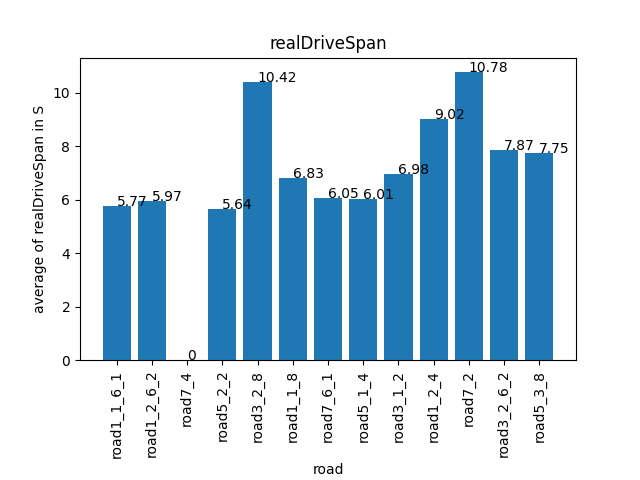 realDriveSpan
average of realDriveSpan in S
10
8
6
4
2
0
5.77
5.97
0
5.64
10.42
6.83
6.05
6.01
6.98
9.02
10.78
7.87
7.75
road1_1_6_1
road1_2_6_2
road7_4
road5_2_2
road3_2_8
road1_1_8
road7_6_1
road5_1_4
road3_1_2
road1_2_4
road7_2
road3_2_6_2
road5_3_8
road